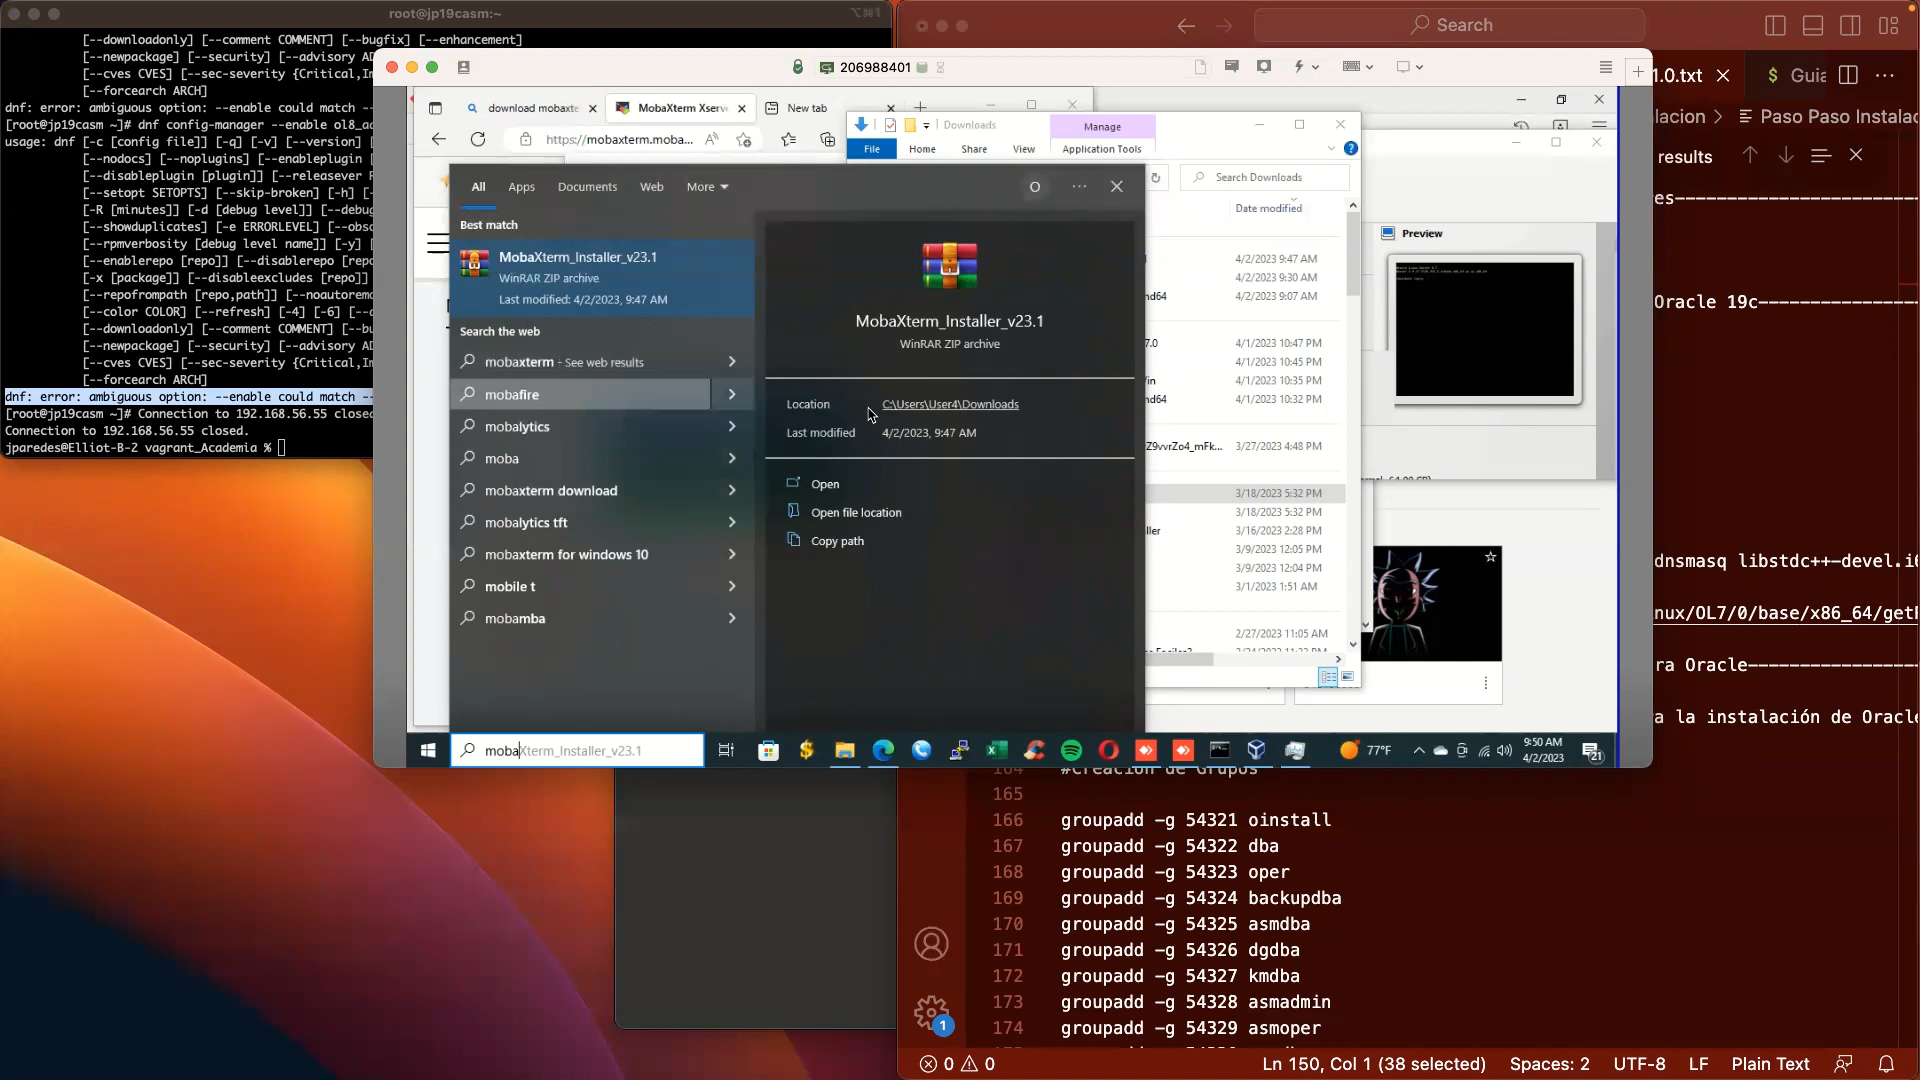 root@jp19casm:~
[--downloadonly] [--comment COMMENT] [--bugfix] [--enhancement]
[--newpackage] [--security] [--advisory
[--cves CVES] [--sec-severity
[--forcearch ARCH]
dnf: error: ambiguous option: --enable could match
[root@jp19casm ~]# dnf config-manager --enable
usage: dnf [-c [config file]] [-q] [-v] [--version]
[--nodocs] [--noplugins] [--enableplugin
[--disableplugin [plugin]] [--releasever
[--setopt SETOPTS] [--skip-broken] [-h]
[-R [minutes]] [-d [debug level]]
[--showduplicates] [-e ERRORLEVEL]
[--rpmverbosity [debug level name]] [-y]
[--enablerepo [repo]] [--disablerepo
[-x [package]] [--disableexcludes [repo]]
[--repofrompath [repo,path]]
[--color COLOR] [--refresh] [-4] [-6]
[--downloadonly] [--comment COMMENT]
[--newpackage] [--security] [--advisory
[--cves CVES] [--sec-severity
[--forcearch ARCH]
dnf: error: ambiguous option: --enable could match
[root@jp19casm ~]# Connection to 192.168.56.55 closed
Connection to 192.168.56.55 closed.
jparedes@Elliot-B-2 vagrant_Academia %
206988401
download mobaxte
MobaXterm Xserv
New tab
https://mobaxterm.moba...
Downloads
Manage
File
Home
Share
View
Application Tools
Search Downloads
Date modified
4/2/2023 9:47 AM
4/2/2023 9:30 AM
4/2/2023 9:07 AM
4/1/2023 10:47 PM
4/1/2023 10:45 PM
4/1/2023 10:35 PM
4/1/2023 10:32 PM
3/27/2023 4:48 PM
3/18/2023 5:32 PM
3/18/2023 5:32 PM
3/16/2023 2:28 PM
3/9/2023 12:05 PM
3/9/2023 12:04 PM
3/1/2023 1:51 AM
2/27/2023 11:05 AM
Preview
All
Apps
Documents
Web
More
O
Best match
MobaXterm_Installer_v23.1
WinRAR ZIP archive
Last modified: 4/2/2023, 9:47 AM
Search the web
mobaxterm - See web results
mobafire
mobalytics
moba
mobaxterm download
mobalytics tft
mobaxterm for windows 10
mobile t
mobamba
MobaXterm_Installer_v23.1
WinRAR ZIP archive
Location
C:\Users\User4\Downloads
Last modified
4/2/2023, 9:47 AM
Open
Open file location
Copy path
mobaXterm_Installer_v23.1
77°F
9:50 AM
4/2/2023
21
Search
1.0.txt
Guia
Paso Paso Instalac
results
Oracle 19c
dnsmasq libstdc++-devel.i6
nux/OL7/0/base/x86_64/get
ra Oracle
a la instalación de Oracle
164 #Creacion de Grupos
165
166 groupadd -g 54321 oinstall
167 groupadd -g 54322 dba
168 groupadd -g 54323 oper
169 groupadd -g 54324 backupdba
170 groupadd -g 54325 asmdba
171 groupadd -g 54326 dgdba
172 groupadd -g 54327 kmdba
173 groupadd -g 54328 asmadmin
174 groupadd -g 54329 asmoper
1
0 0
Ln 150, Col 1 (38 selected)
Spaces: 2
UTF-8
LF
Plain Text